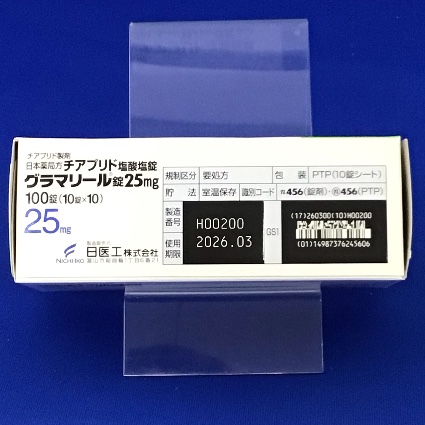 チアプリド製剤
日本薬局方 チアプリド塩酸塩錠
グラマリール錠25mg
100錠(10錠×10)
25mg
製造販売元
日医工株式会社
NICHI-IKO
規制区分 要処方 包装 PTP(10錠シート)
貯法 室温保存 識別コード 456(錠剤)・456(PTP)
製造番号 H00200
使用期限 2026.03
GS1
(17)260300(10)H00200
(01)14987376245606